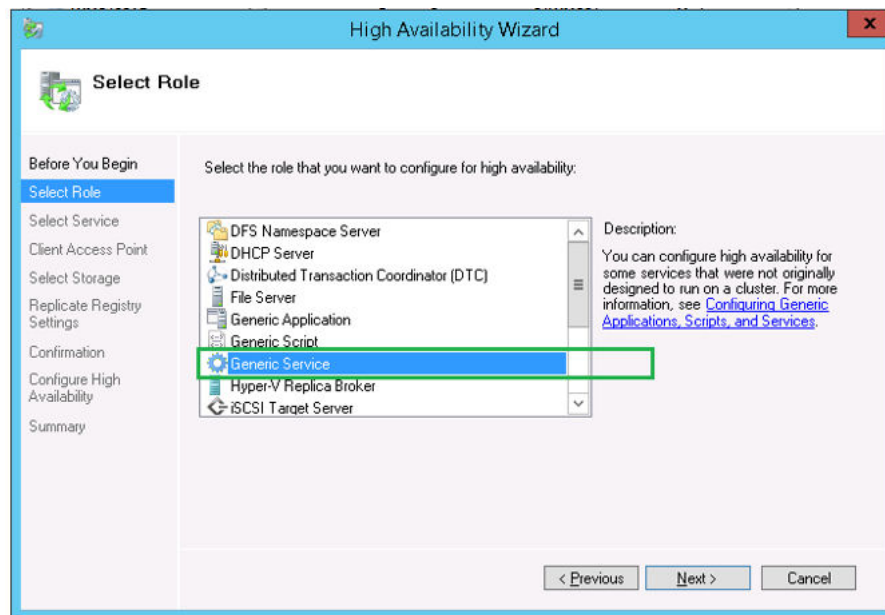 High Availability Wizard
x
Select Role
Before You Begin
Select Role
Select Service
Client Access Point
Select Storage
Replicate Registry
Settings
Confirmation
Configure High
Availability
Summary
Select the role that you want to configure for high availability:
DFS Namespace Server
DHCP Server
Distributed Transaction Coordinator (DTC)
File Server
Generic Application
Generic Script
Generic Service
Hyper-V Replica Broker
iSCSI Target Server
Description:
You can configure high availability for
some services that were not originally
designed to run on a cluster. For more
information, see Configuring Generic
Applications, Scripts, and Services.
< Previous
Next >
Cancel